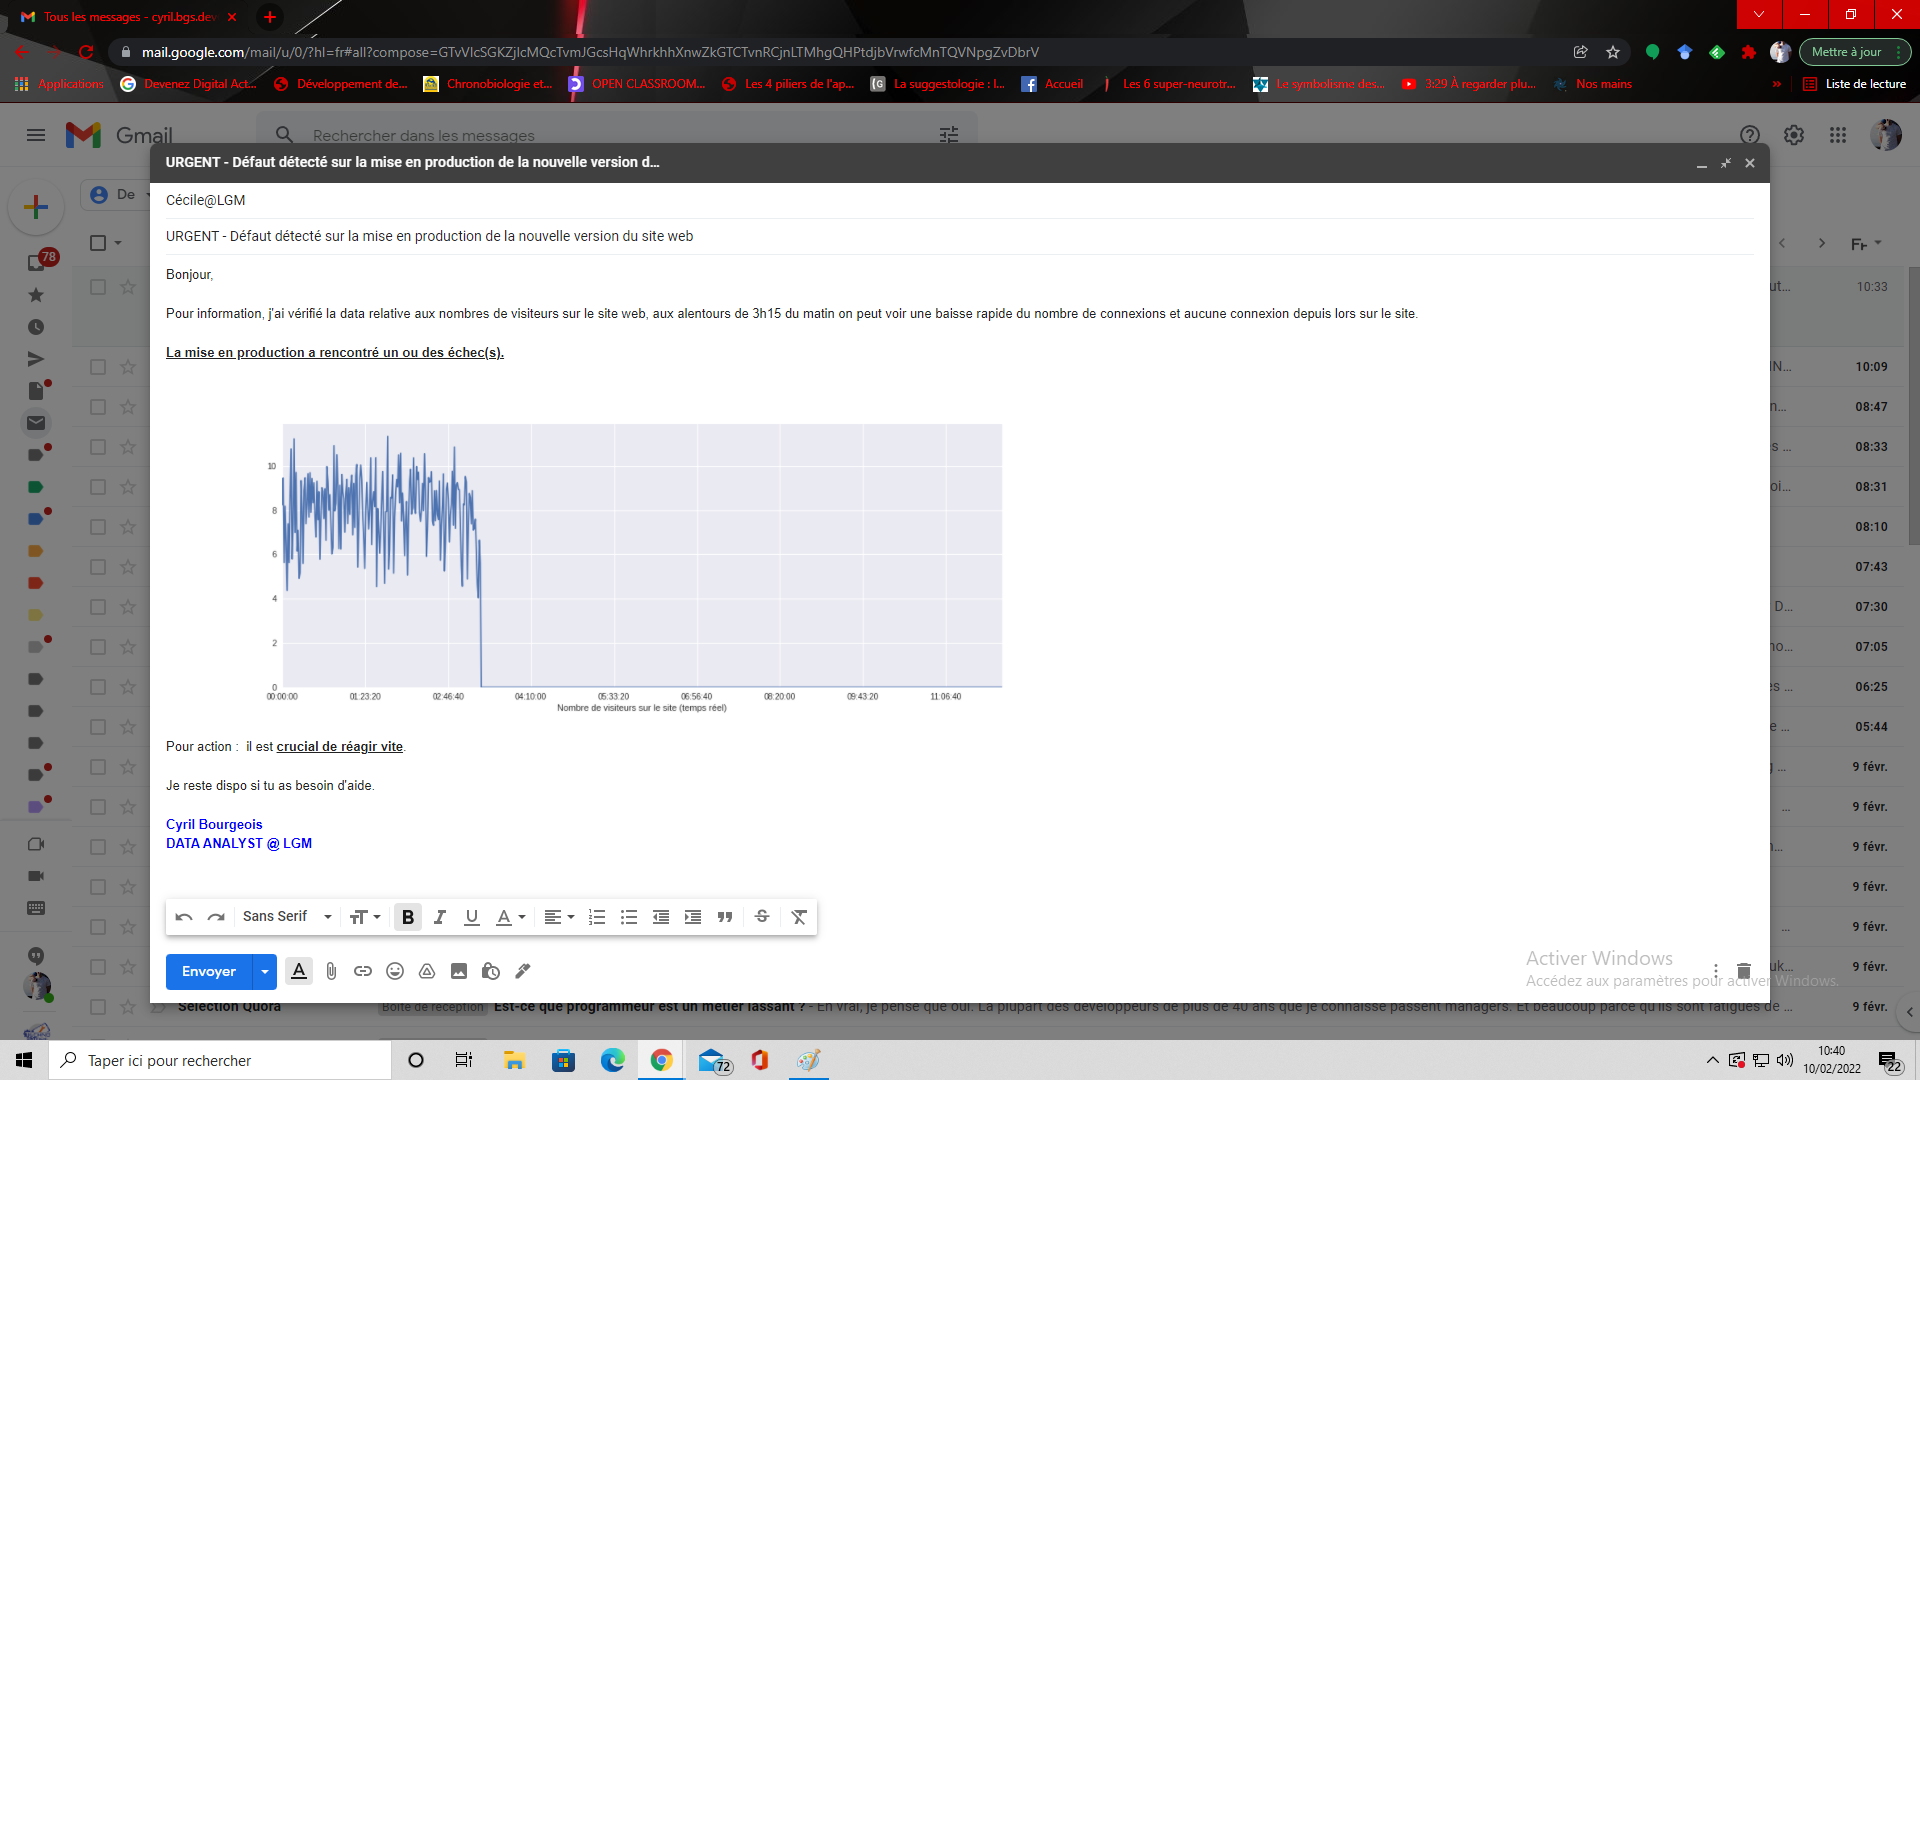 Tous les messages - cyril.bgs.dev
mail.google.com/mail/u/0/?hl=fr#all?compose=GTvVlcSGKZjlcMQcTvmJGcsHqWhrkhhXnwZkGTCTvnRCjnLTMhgQHPtdjbVrwfcMnTQVNpgZvDbrV
Mettre à jour
Applications
Devenez Digital Act...
Développement de...
Chronobiologie et...
OPEN CLASSROOM...
Les 4 piliers de l'ap...
La suggestologie : l...
Accueil
Les 6 super-neurotr...
Le symbolisme des...
3:29 À regarder plu...
Nos mains
»
Liste de lecture
Gmail
Rechercher dans les messages
URGENT - Défaut détecté sur la mise en production de la nouvelle version d...
De
Cécile@LGM
URGENT - Défaut détecté sur la mise en production de la nouvelle version du site web
78
Bonjour,
ut...
10:33
Pour information, j'ai vérifié la data relative aux nombres de visiteurs sur le site web, aux alentours de 3h15 du matin on peut voir une baisse rapide du nombre de connexions et aucune connexion depuis lors sur le site.
La mise en production a rencontré un ou des échec(s).
10:09
08:47
08:33
08:31
08:10
07:43
07:30
07:05
06:25
05:44
9 févr.
9 févr.
9 févr.
9 févr.
9 févr.
9 févr.
9 févr.
10
8
6
4
2
0
00:00:00
01:23:20
02:46:40
04:10:00
05:33:20
06:56:40
08:20:00
09:43:20
11:06:40
Nombre de visiteurs sur le site (temps réel)
Pour action :  il est crucial de réagir vite.
Je reste dispo si tu as besoin d'aide.
Cyril Bourgeois
DATA ANALYST @ LGM
Sans Serif
Envoyer
Activer Windows
Accédez aux paramètres pour activer Windows.
Sélection Quora
Boîte de réception
Est-ce que programmeur est un métier lassant ? - En vrai, je pense que oui. La plupart des développeurs de plus de 40 ans que je connaisse passent managers. Et beaucoup parce qu'ils sont fatigués de ...
Taper ici pour rechercher
72
10:40
10/02/2022
22